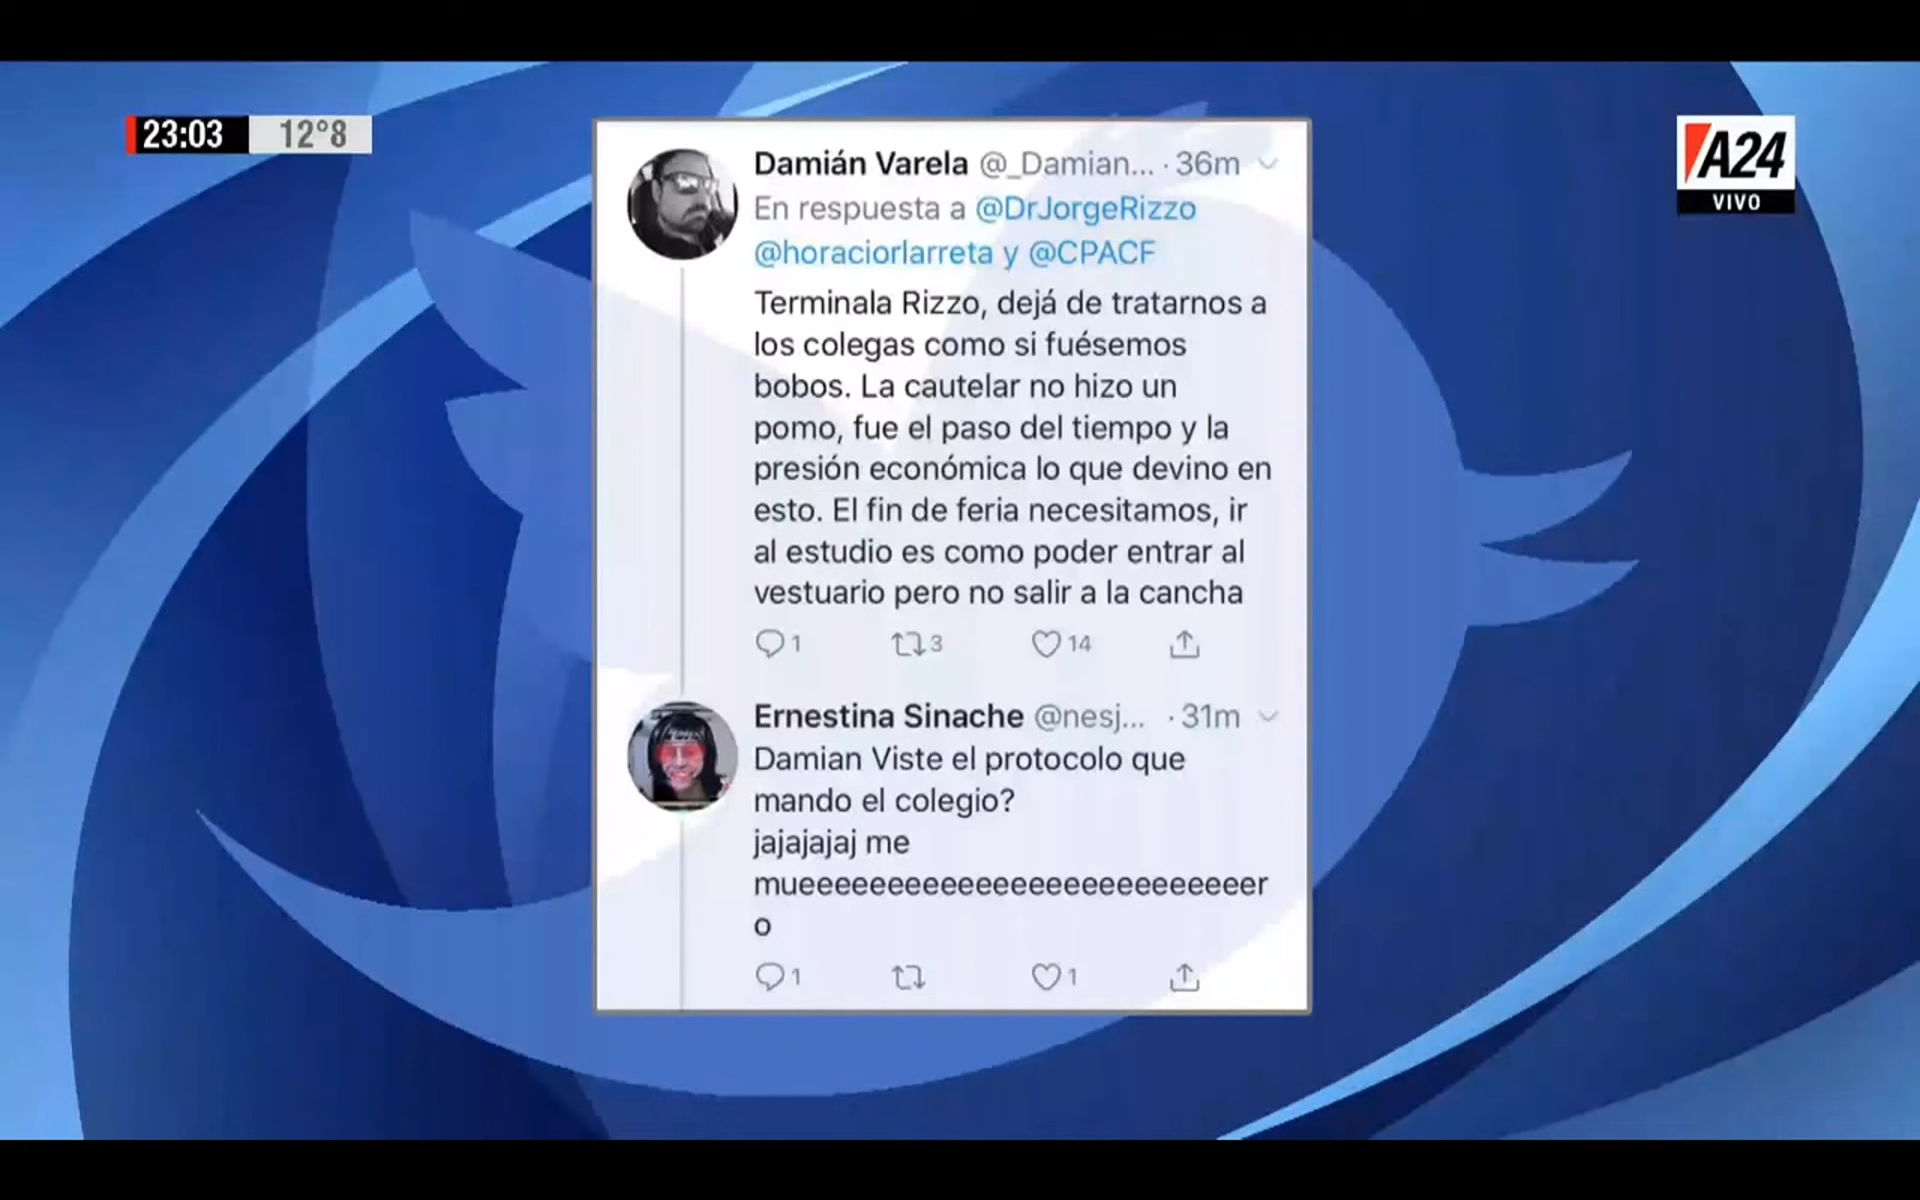 23:03 12°8
A24
VIVO
Damián Varela @_Damian... · 36m
En respuesta a @DrJorgeRizzo
@horaciorlarreta y @CPACF
Terminala Rizzo, dejá de tratarnos a
los colegas como si fuésemos
bobos. La cautelar no hizo un
pomo, fue el paso del tiempo y la
presión económica lo que devino en
esto. El fin de feria necesitamos, ir
al estudio es como poder entrar al
vestuario pero no salir a la cancha
1 3 14
Ernestina Sinache @nesj... · 31m
Damian Viste el protocolo que
mando el colegio?
jajajajaj me
mueeeeeeeeeeeeeeeeeeeeeeeeeer
o
1 1